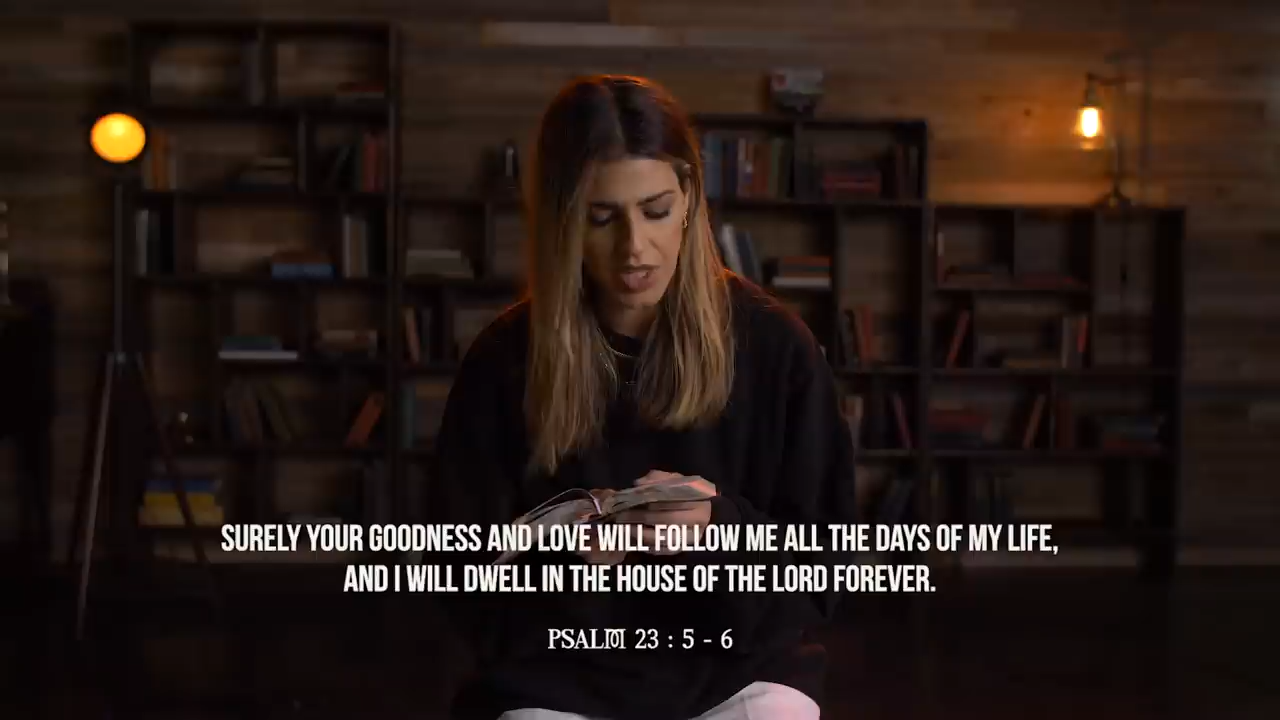 SURELY YOUR GOODNESS AND LOVE WILL FOLLOW ME ALL THE DAYS OF MY LIFE,
AND I WILL DWELL IN THE HOUSE OF THE LORD FOREVER.
PSALM 23 : 5 - 6